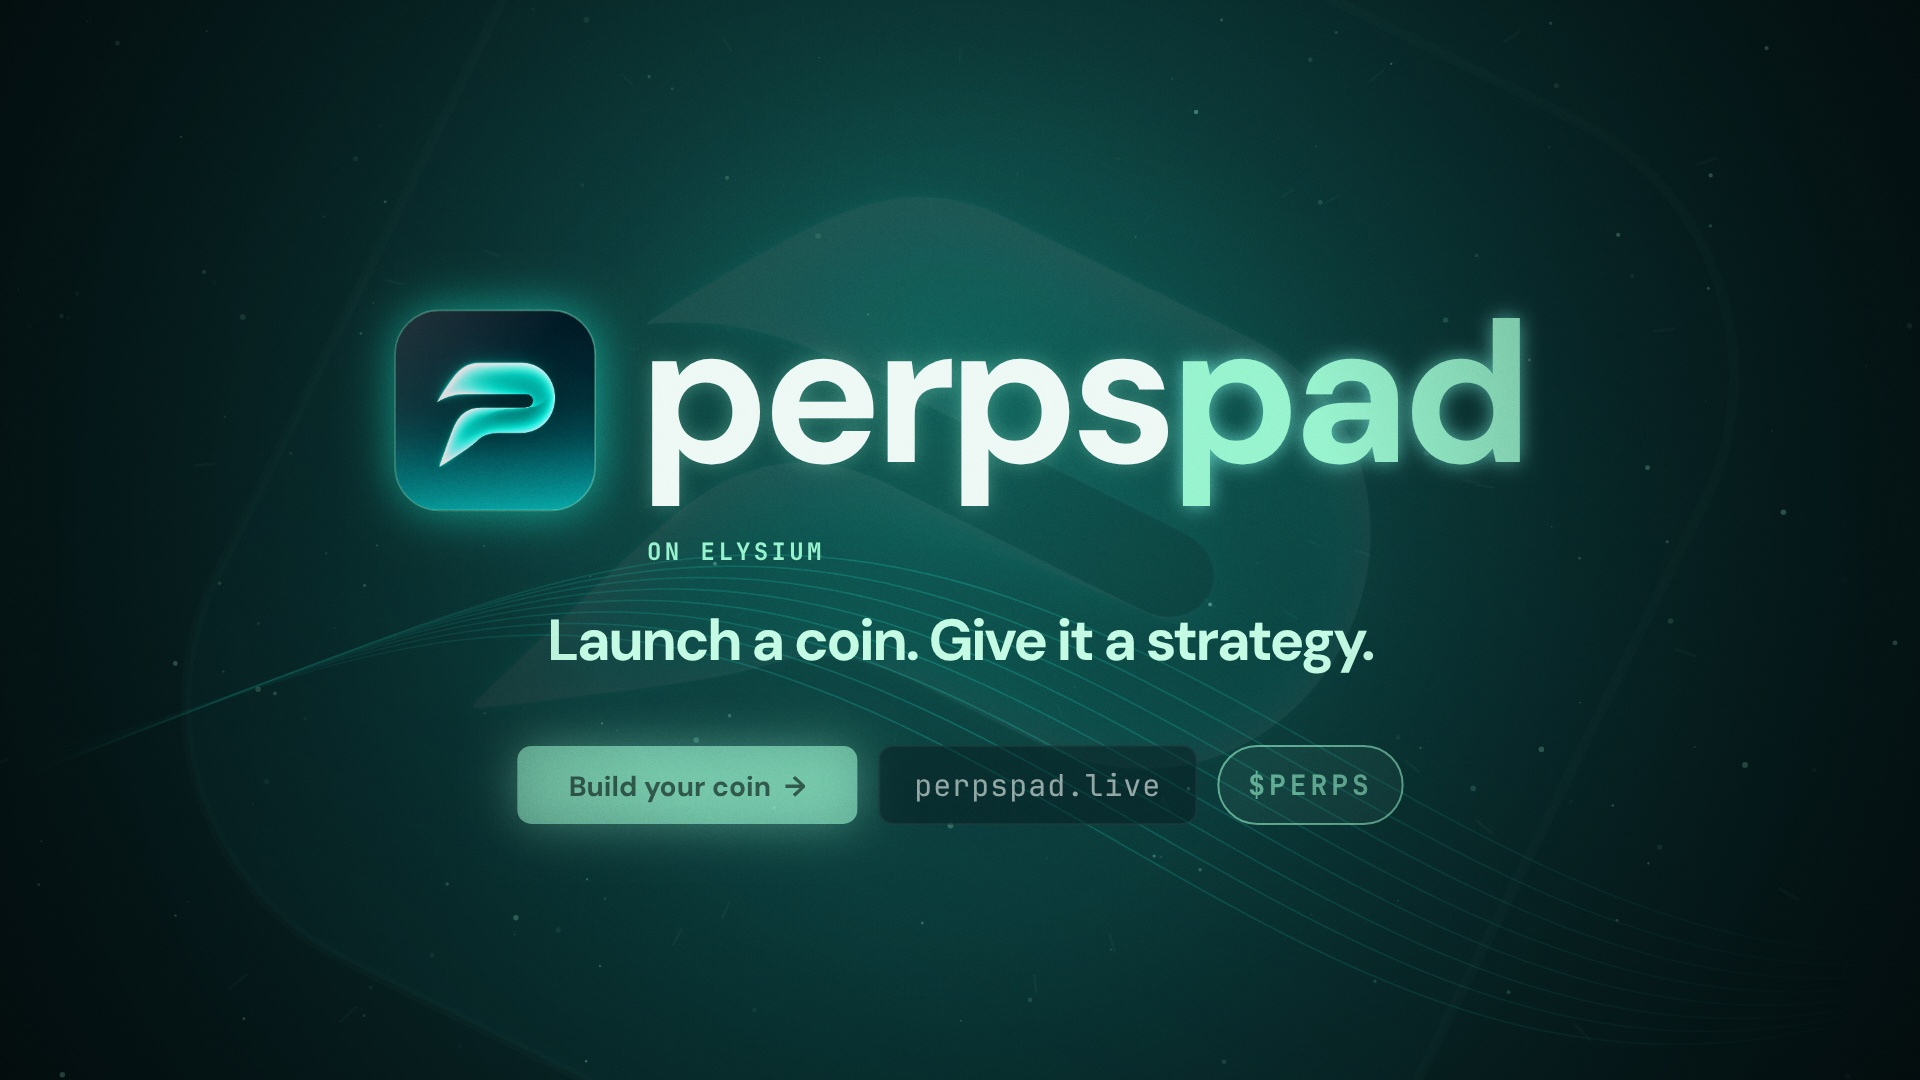 perpspad
ON ELYSIUM
Launch a coin. Give it a strategy.
Build your coin →
perpspad.live
$PERPS